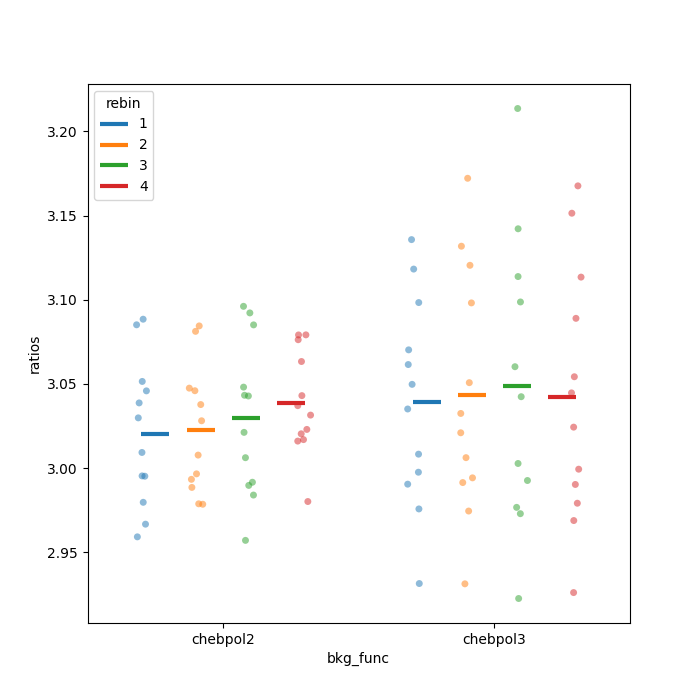 rebin
1
2
3
4
3.20
3.15
3.10
3.05
3.00
2.95
ratios
chebpol2
chebpol3
bkg_func